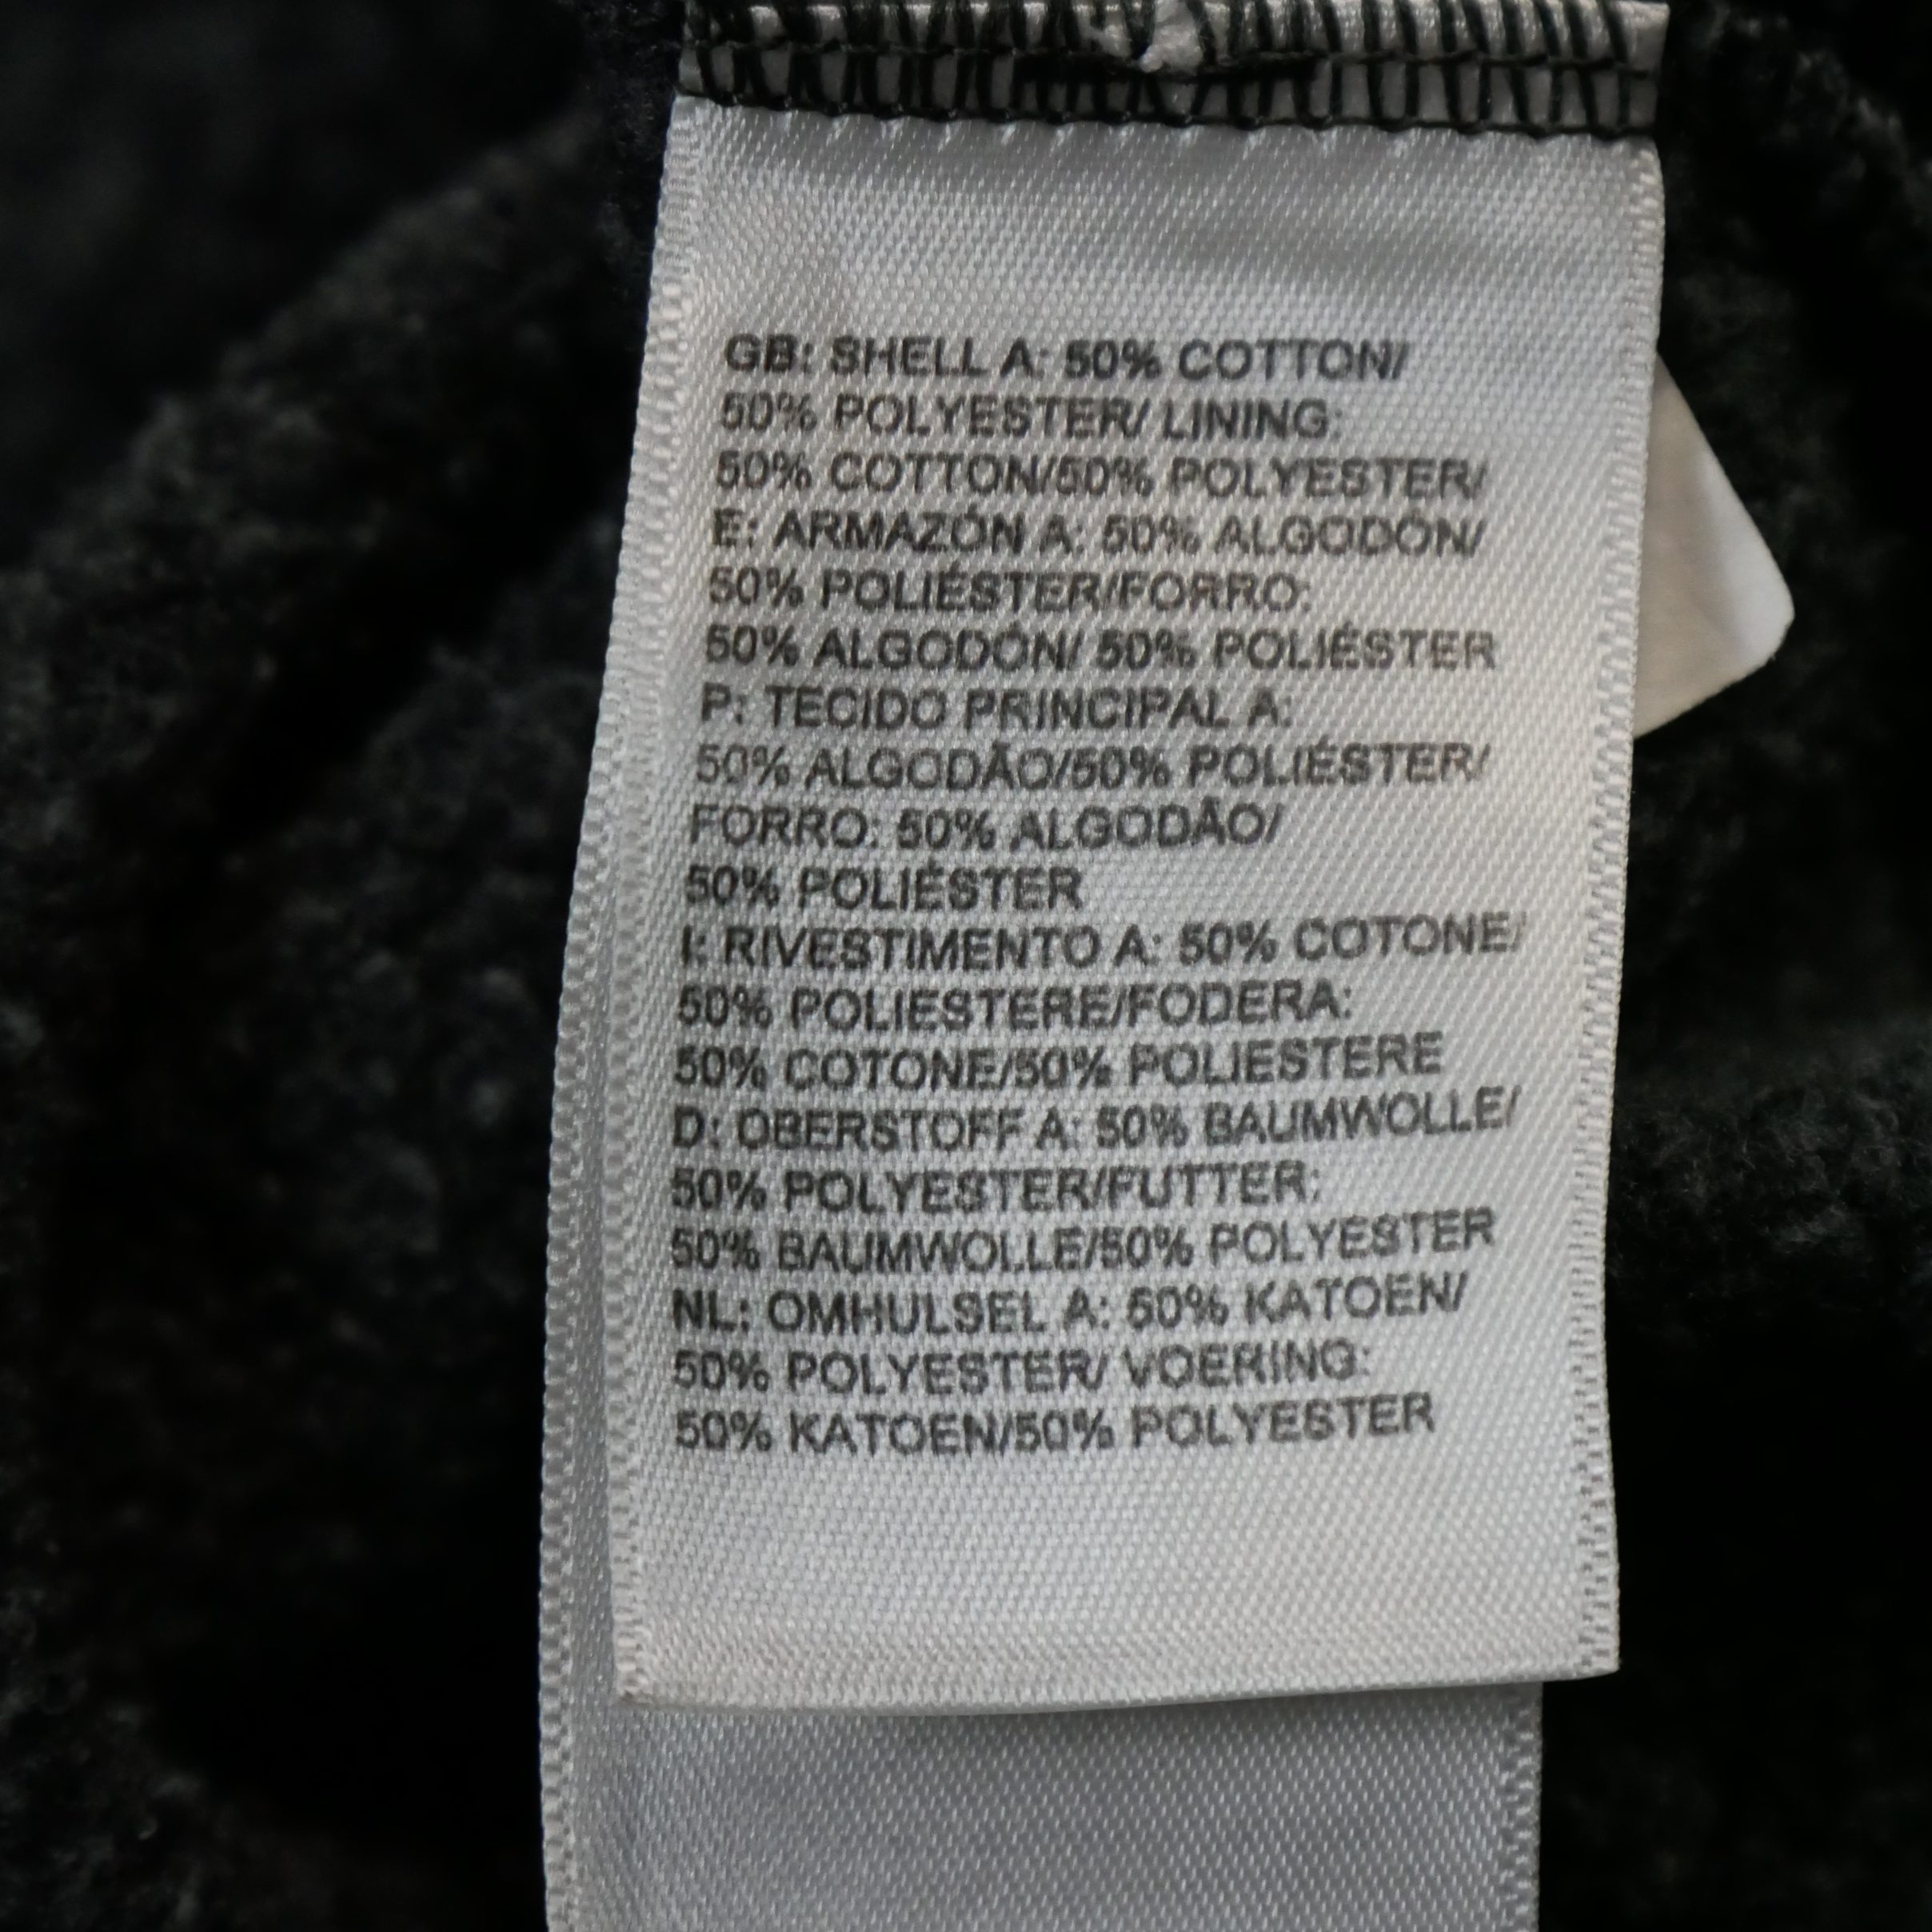 GB: SHELL A: 50% COTTON/
50% POLYESTER/ LINING:
50% COTTON/50% POLYESTER/
E: ARMAZÓN A: 50% ALGODÓN/
50% POLIÉSTER/FORRO:
50% ALGODÓN/ 50% POLIÉSTER
P: TECIDO PRINCIPAL A:
50% ALGODÃO/50% POLIÉSTER/
FORRO: 50% ALGODÃO/
50% POLIÉSTER
I: RIVESTIMENTO A: 50% COTONE/
50% POLIESTERE/FODERA:
50% COTONE/50% POLIESTERE
D: OBERSTOFF A: 50% BAUMWOLLE/
50% POLYESTER/FUTTER:
50% BAUMWOLLE/50% POLYESTER
NL: OMHULSEL A: 50% KATOEN/
50% POLYESTER/ VOERING:
50% KATOEN/50% POLYESTER